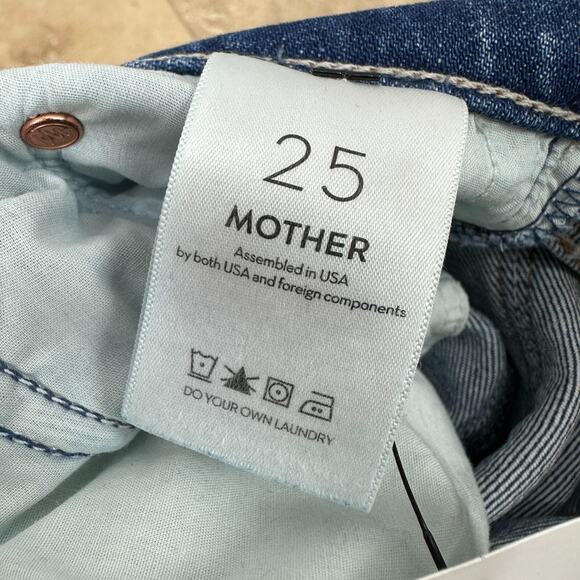 25
MOTHER
Assembled in USA
by both USA and foreign components
DO YOUR OWN LAUNDRY